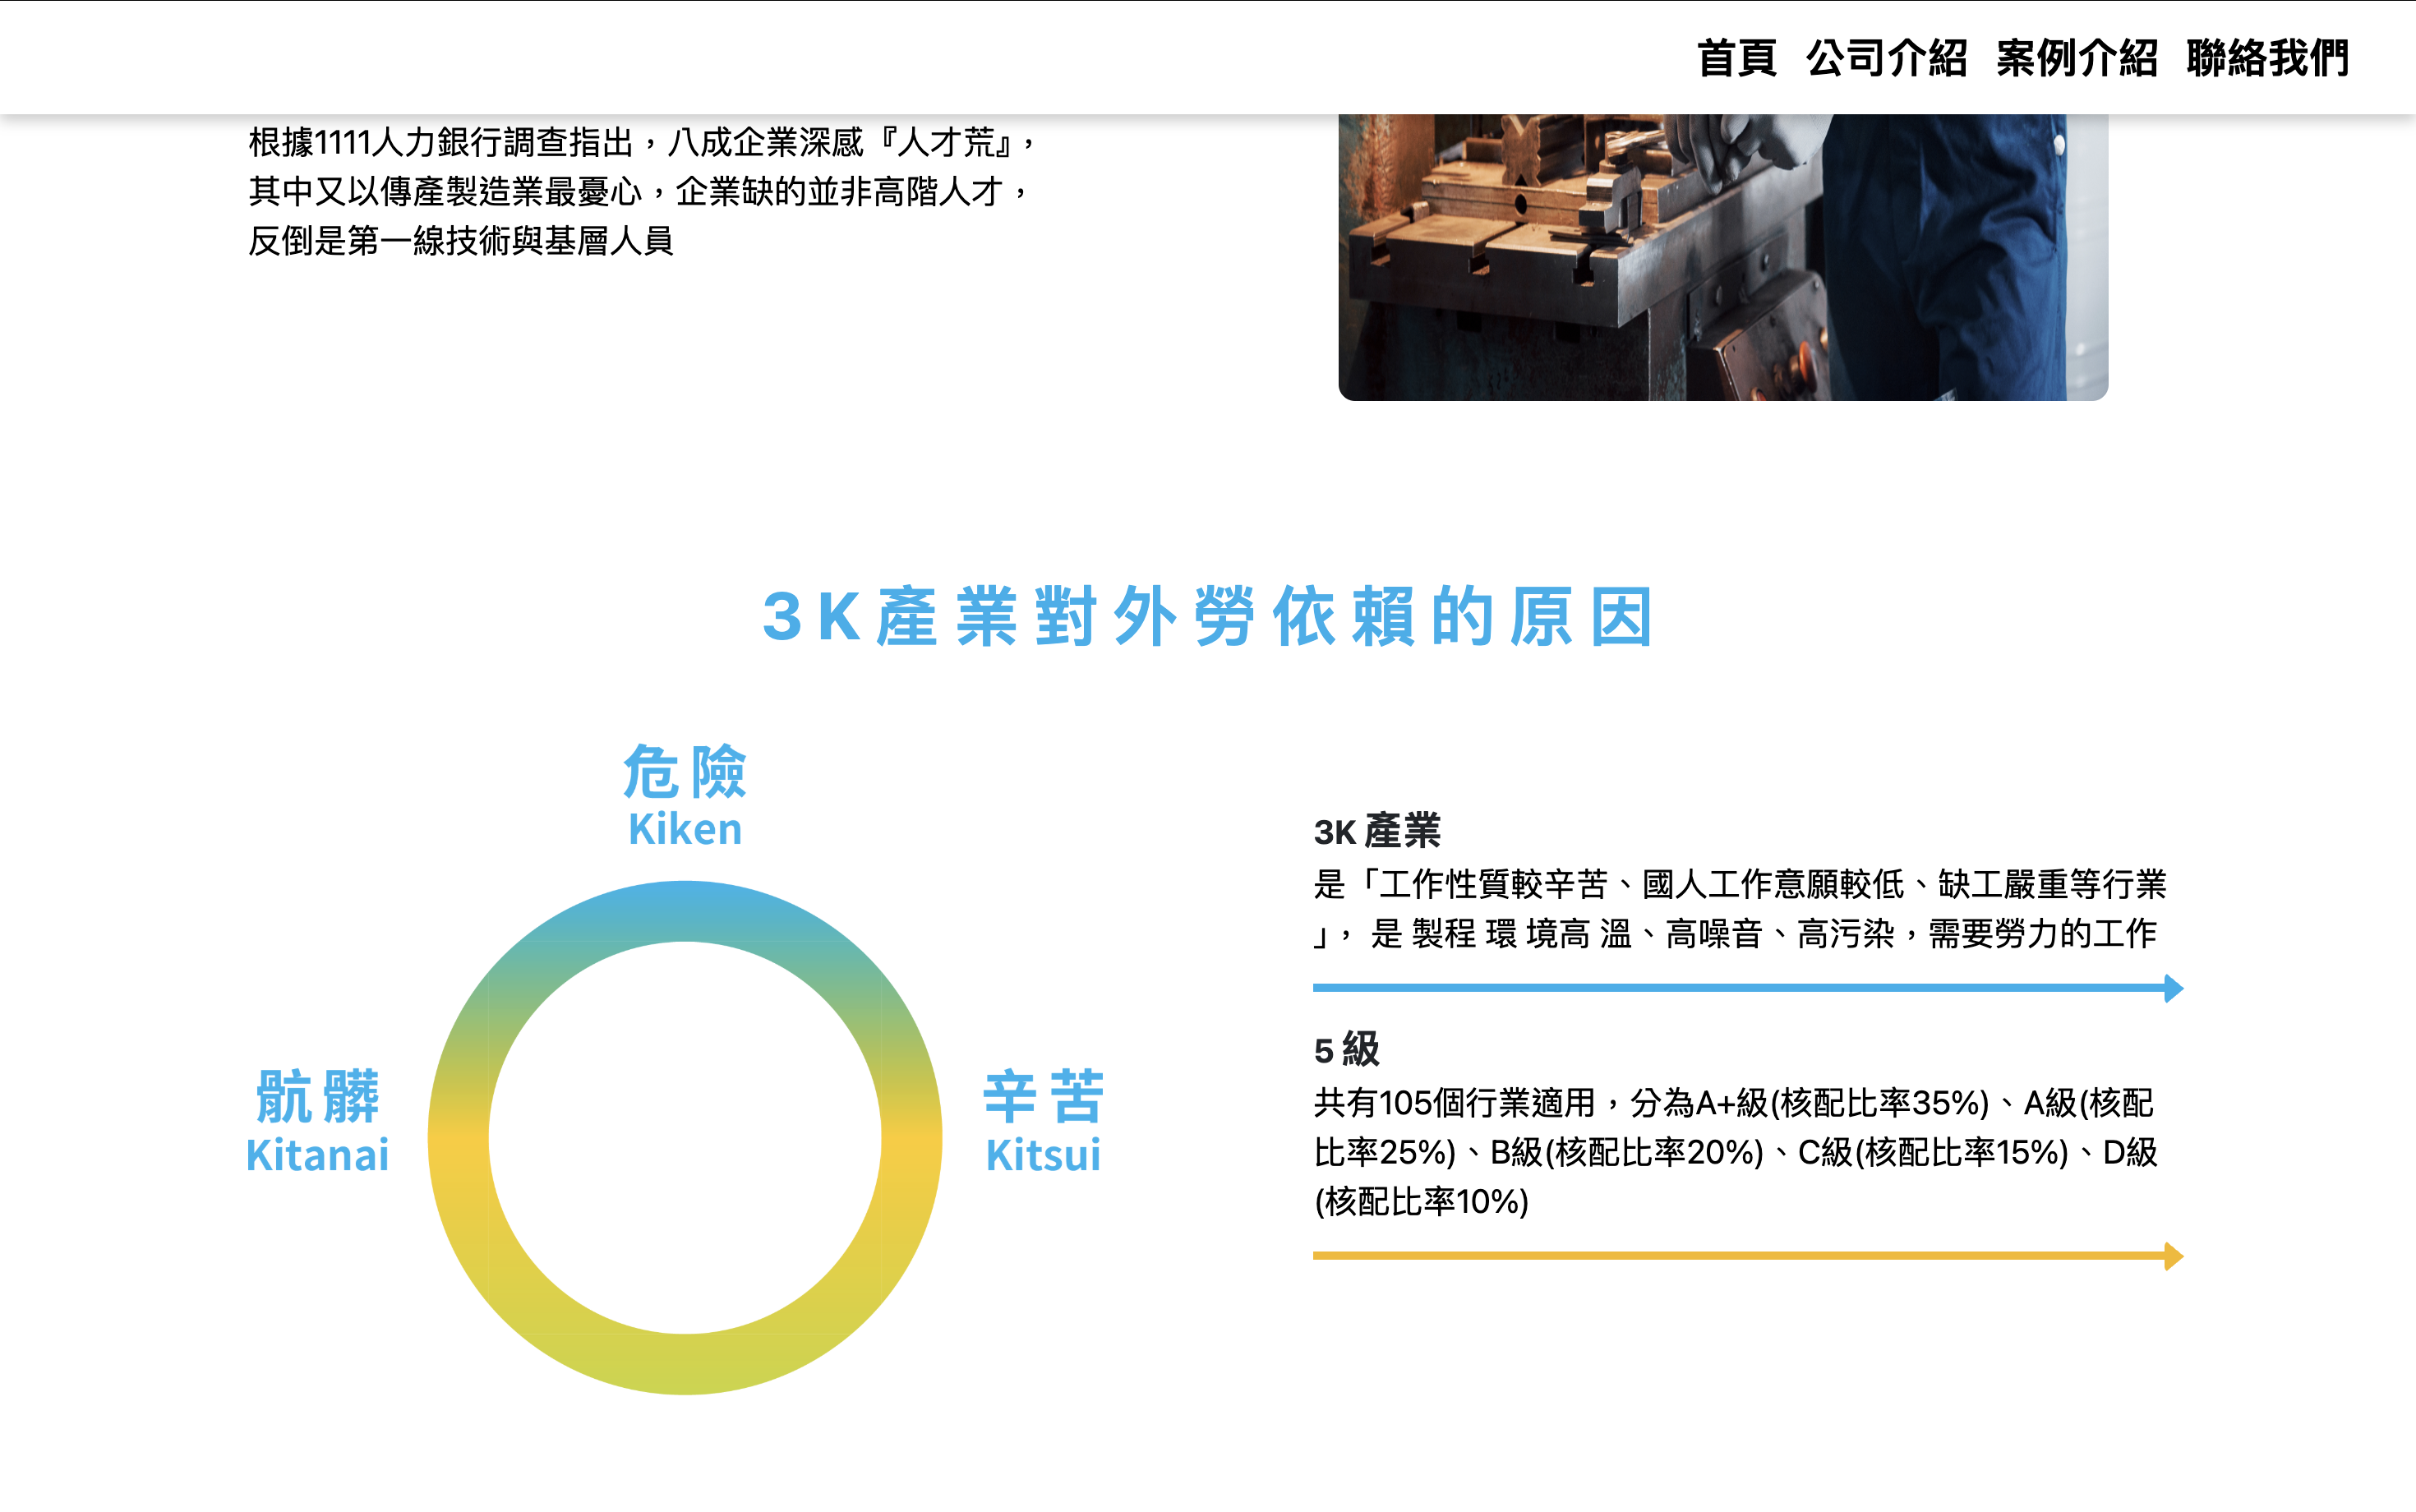 首頁 公司介紹 案例介紹 聯絡我們
根據1111人力銀行調查指出，八成企業深感『人才荒』，
其中又以傳產製造業最憂心，企業缺的並非高階人才，
反倒是第一線技術與基層人員
3K產業對外勞依賴的原因
危險
Kiken
骯髒
Kitanai
辛苦
Kitsui
3K 產業
是「工作性質較辛苦、國人工作意願較低、缺工嚴重等行業
」， 是 製程 環 境高 溫、高噪音、高污染，需要勞力的工作
5 級
共有105個行業適用，分為A+級(核配比率35%)、A級(核配
比率25%)、B級(核配比率20%)、C級(核配比率15%)、D級
(核配比率10%)